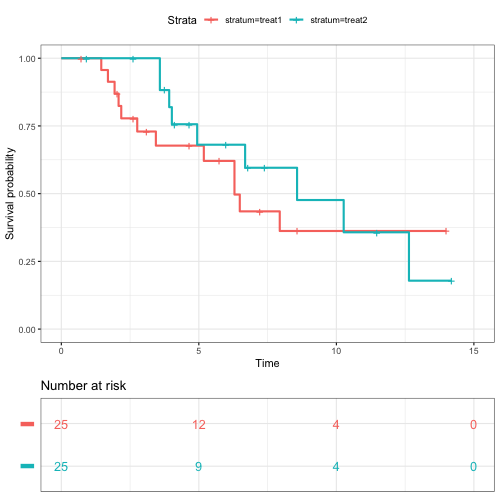 Strata stratum=treat1 stratum=treat2
1.00
0.75
0.50
0.25
0.00
Survival probability
0 5 10 15
Time
Number at risk
25 12 4 0
25 9 4 0